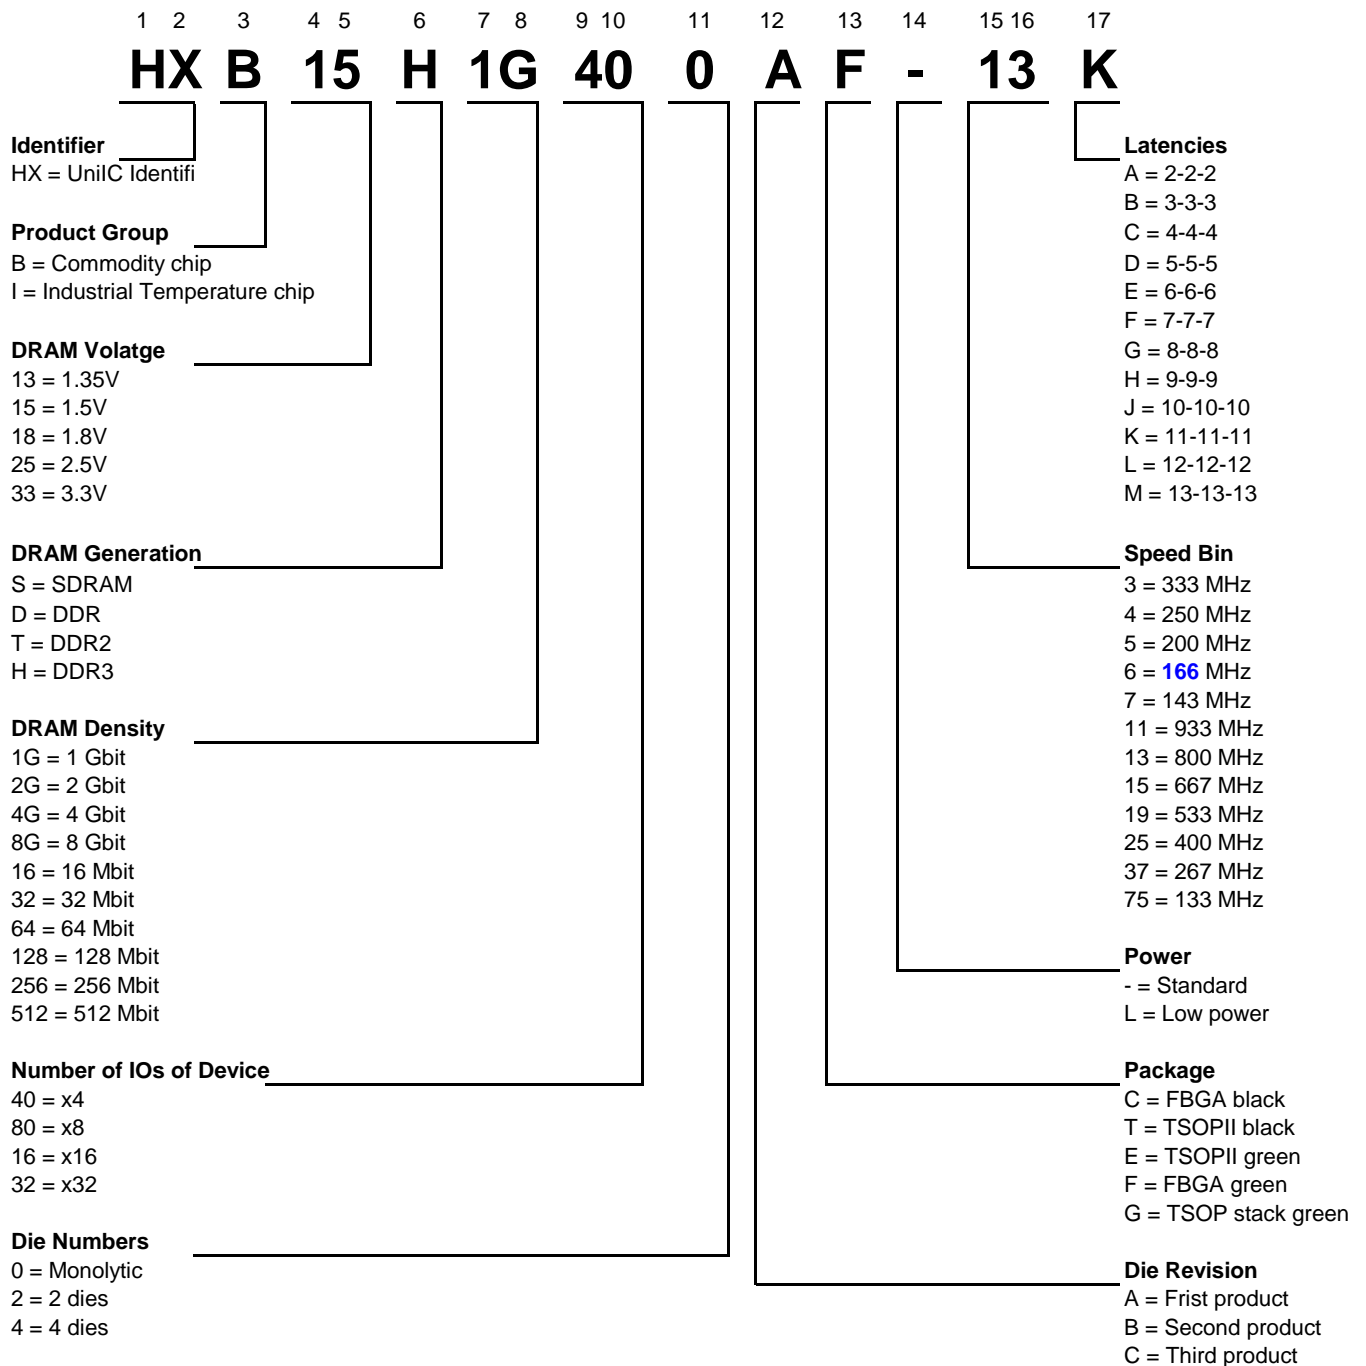 1 2 3 4 5 6 7 8 9 10 11 12 13 14 15 16 17
HX B 15 H 1G 40 0 A F - 13 K
Identifier
HX = UniIC Identifi
Product Group
B = Commodity chip
I = Industrial Temperature chip
DRAM Volatge
13 = 1.35V
15 = 1.5V
18 = 1.8V
25 = 2.5V
33 = 3.3V
DRAM Generation
S = SDRAM
D = DDR
T = DDR2
H = DDR3
DRAM Density
1G = 1 Gbit
2G = 2 Gbit
4G = 4 Gbit
8G = 8 Gbit
16 = 16 Mbit
32 = 32 Mbit
64 = 64 Mbit
128 = 128 Mbit
256 = 256 Mbit
512 = 512 Mbit
Number of IOs of Device
40 = x4
80 = x8
16 = x16
32 = x32
Die Numbers
0 = Monolytic
2 = 2 dies
4 = 4 dies
Latencies
A = 2-2-2
B = 3-3-3
C = 4-4-4
D = 5-5-5
E = 6-6-6
F = 7-7-7
G = 8-8-8
H = 9-9-9
J = 10-10-10
K = 11-11-11
L = 12-12-12
M = 13-13-13
Speed Bin
3 = 333 MHz
4 = 250 MHz
5 = 200 MHz
6 = 166 MHz
7 = 143 MHz
11 = 933 MHz
13 = 800 MHz
15 = 667 MHz
19 = 533 MHz
25 = 400 MHz
37 = 267 MHz
75 = 133 MHz
Power
- = Standard
L = Low power
Package
C = FBGA black
T = TSOPII black
E = TSOPII green
F = FBGA green
G = TSOP stack green
Die Revision
A = Frist product
B = Second product
C = Third product